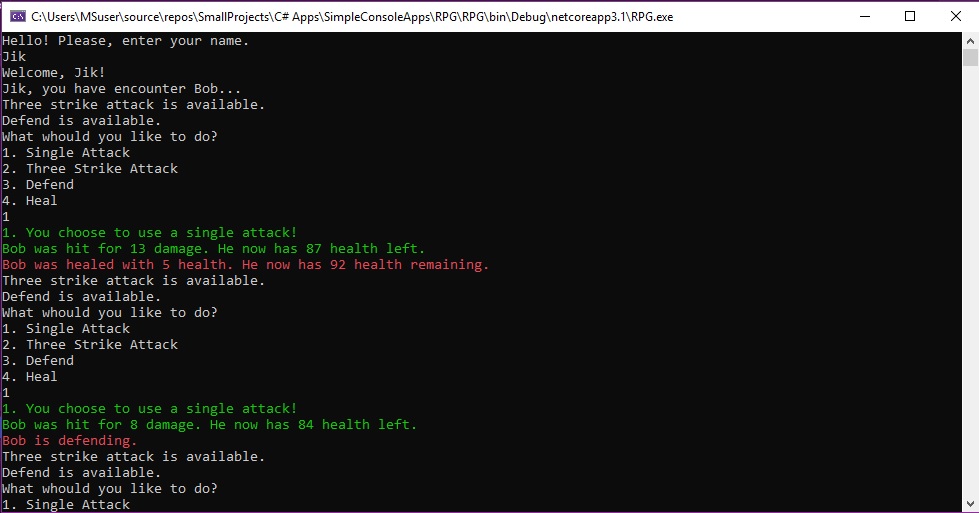 C:\Users\MSuser\source\repos\SmallProjects\C# Apps\SimpleConsoleApps\RPG\RPG\bin\Debug\netcoreapp3.1\RPG.exe
Hello! Please, enter your name.
Jik
Welcome, Jik!
Jik, you have encounter Bob...
Three strike attack is available.
Defend is available.
What whould you like to do?
1. Single Attack
2. Three Strike Attack
3. Defend
4. Heal
1
1. You choose to use a single attack!
Bob was hit for 13 damage. He now has 87 health left.
Bob was healed with 5 health. He now has 92 health remaining.
Three strike attack is available.
Defend is available.
What whould you like to do?
1. Single Attack
2. Three Strike Attack
3. Defend
4. Heal
1
1. You choose to use a single attack!
Bob was hit for 8 damage. He now has 84 health left.
Bob is defending.
Three strike attack is available.
Defend is available.
What whould you like to do?
1. Single Attack